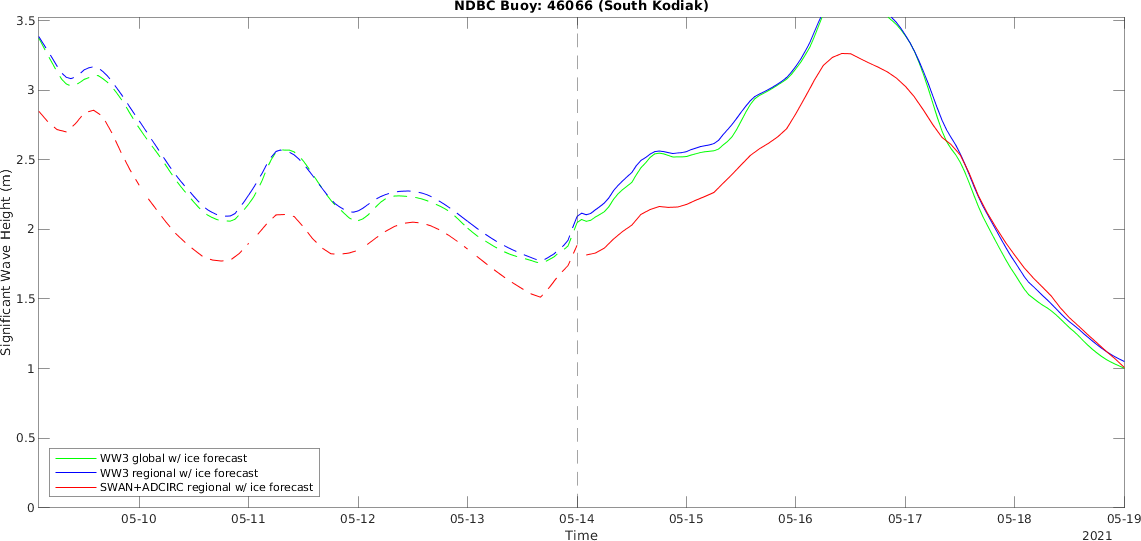 NDBC Buoy: 46066 (South Kodiak)
3.5
3
2.5
2
1.5
1
0.5
0
Significant Wave Height (m)
WW3 global w/ ice forecast
WW3 regional w/ ice forecast
SWAN+ADCIRC regional w/ ice forecast
05-10 05-11 05-12 05-13 05-14 05-15 05-16 05-17 05-18 05-19
Time
2021